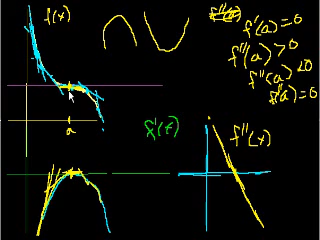 f(x)
f'(a) = 0
f''(a) > 0
f''(a) < 0
f''(a) = 0
a
f'(x)
f''(x)